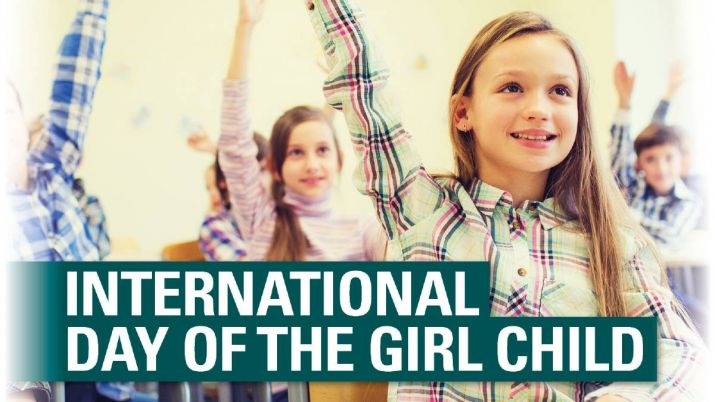 INTERNATIONAL
DAY OF THE GIRL CHILD